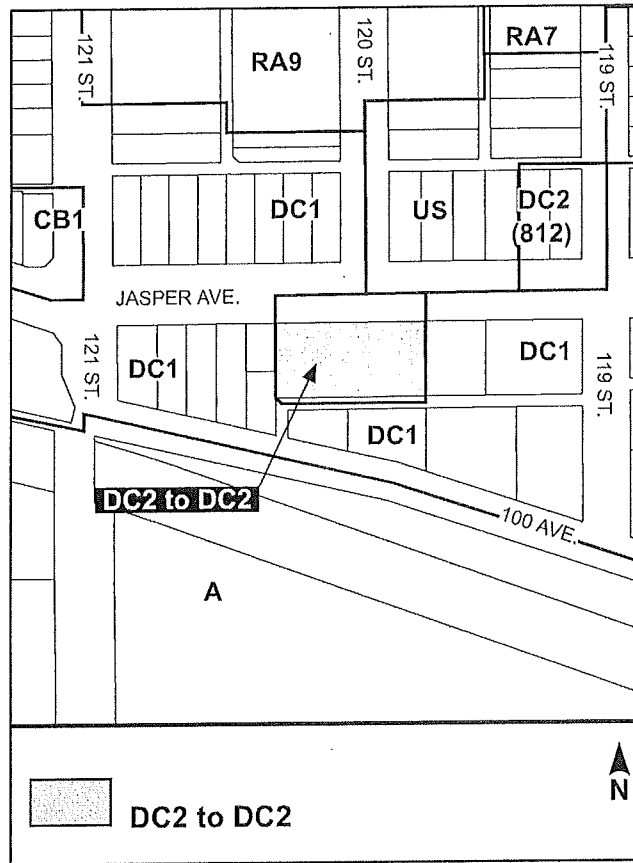 121 ST.
RA9
120 ST.
RA7
119 ST.
CB1
DC1
US
DC2
(812)
JASPER AVE.
121 ST.
DC1
DC1
119 ST.
DC1
DC2 to DC2
100 AVE.
A
N
DC2 to DC2